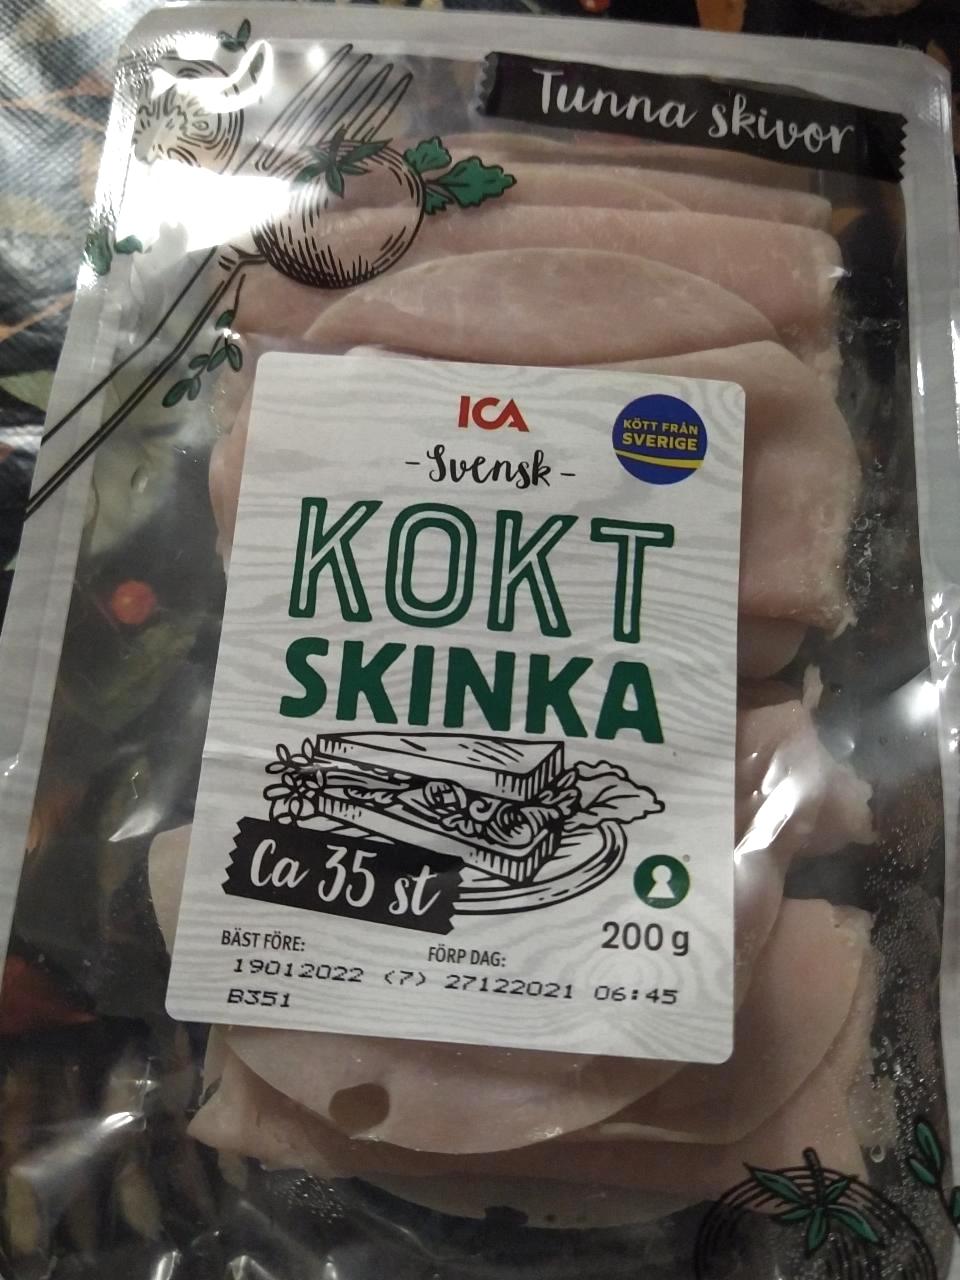 Tunna skivor
ICA
KÖTT FRÅN
SVERIGE
-Svensk-
KOKT
SKINKA
Ca 35 st
200 g
BÄST FÖRE: FÖRP DAG:
19012022 (7) 27122021 06:45
B351